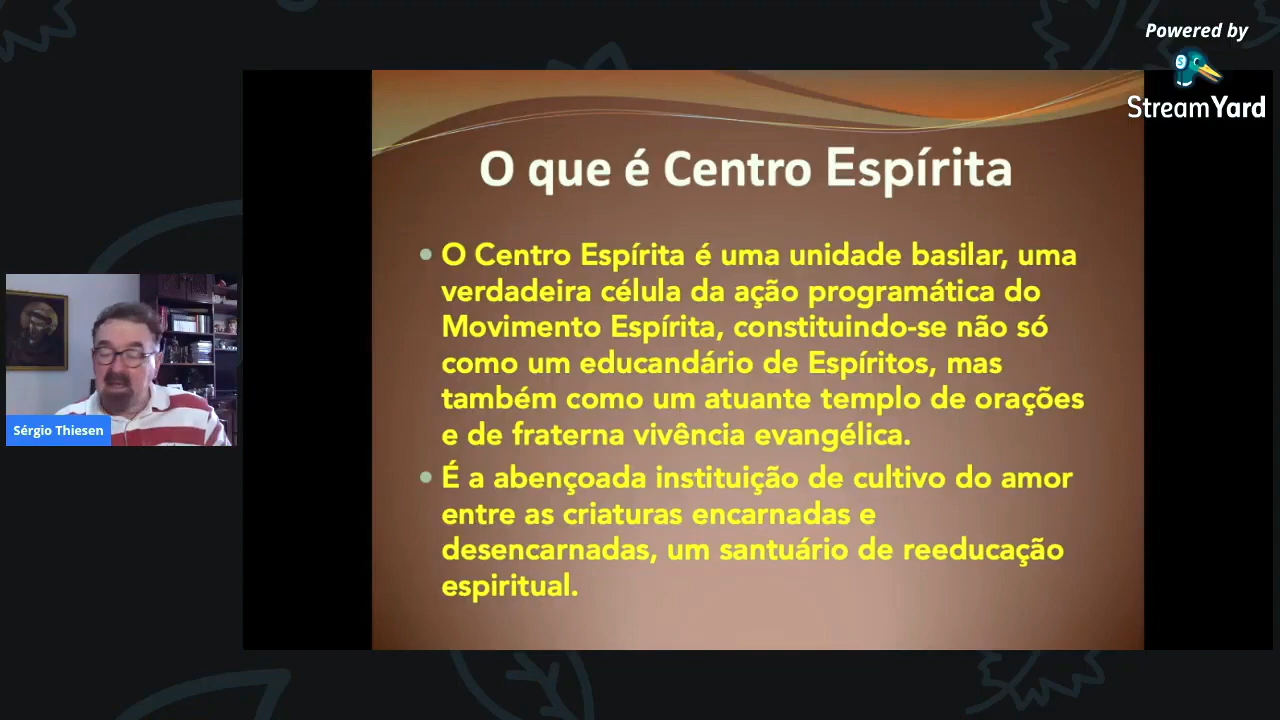 Powered by
StreamYard
O que é Centro Espírita
• O Centro Espírita é uma unidade basilar, uma
verdadeira célula da ação programática do
Movimento Espírita, constituindo-se não só
como um educandário de Espíritos, mas
também como um atuante templo de orações
e de fraterna vivência evangélica.
• É a abençoada instituição de cultivo do amor
entre as criaturas encarnadas e
desencarnadas, um santuário de reeducação
espiritual.
Sérgio Thiesen